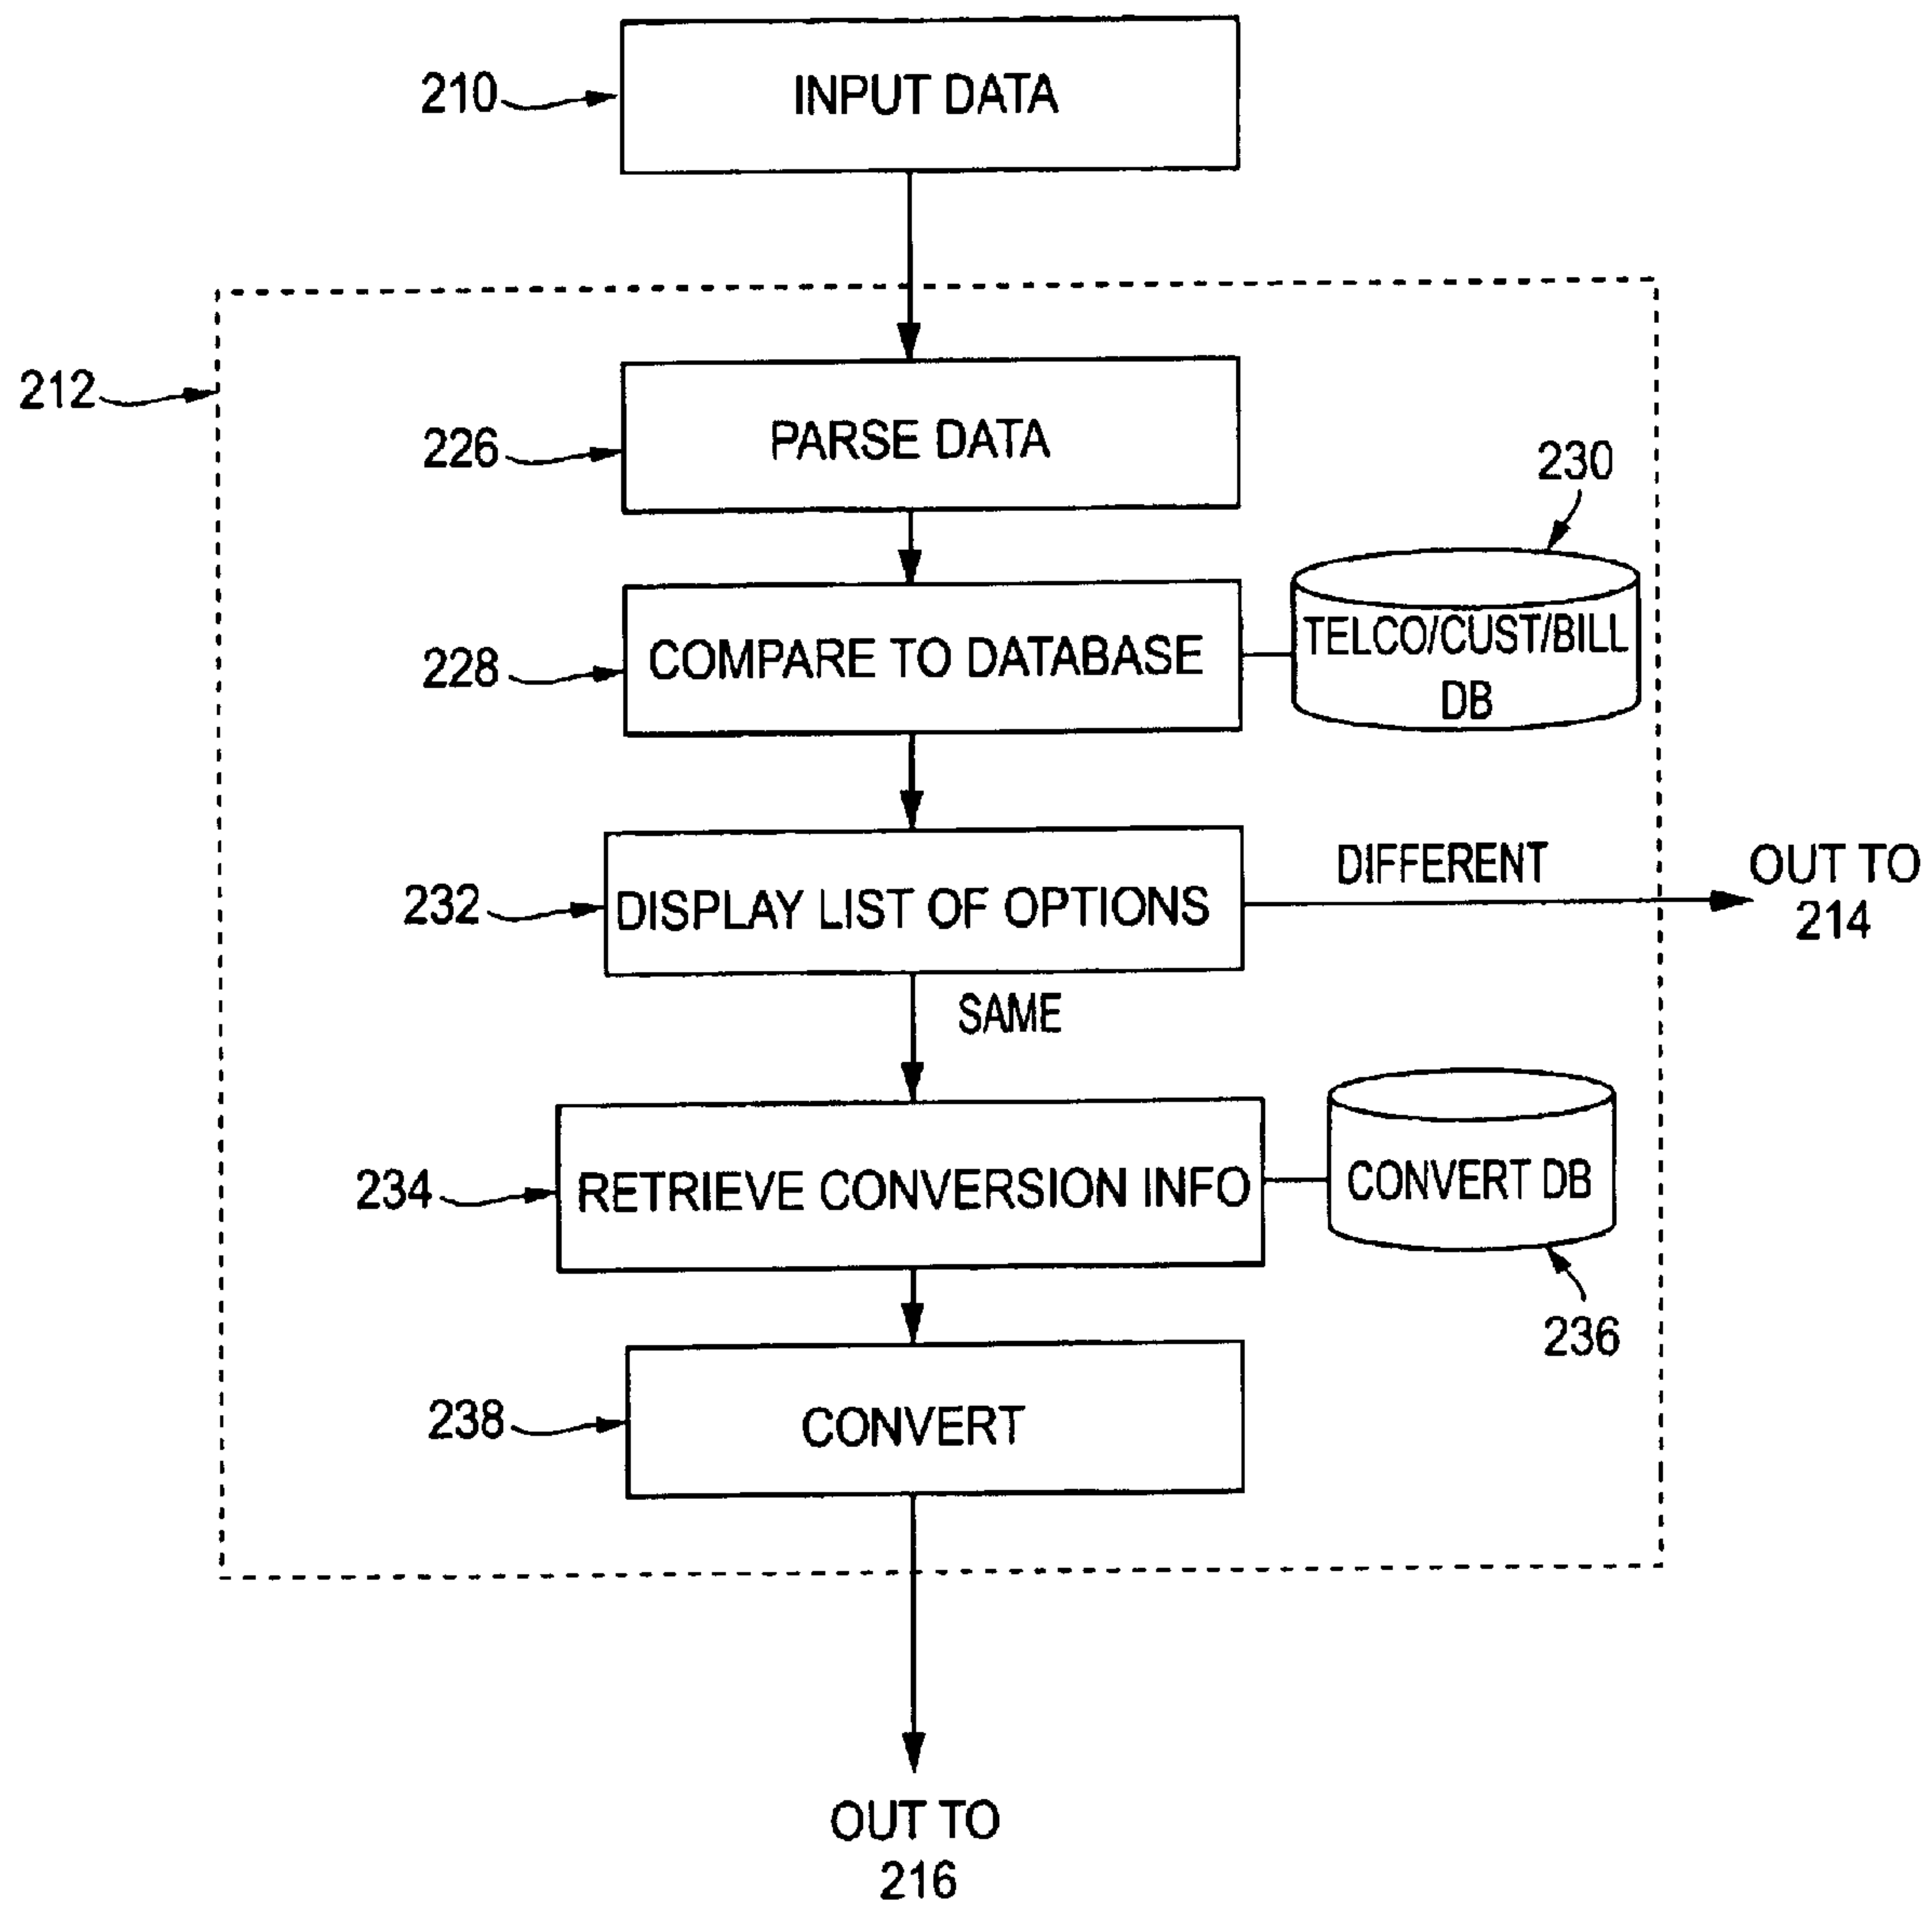 210
INPUT DATA
212
226
PARSE DATA
230
228
COMPARE TO DATABASE
TELCO/CUST/BILL
DB
232
DISPLAY LIST OF OPTIONS
DIFFERENT
OUT TO
214
SAME
234
RETRIEVE CONVERSION INFO
CONVERT DB
236
238
CONVERT
OUT TO
216